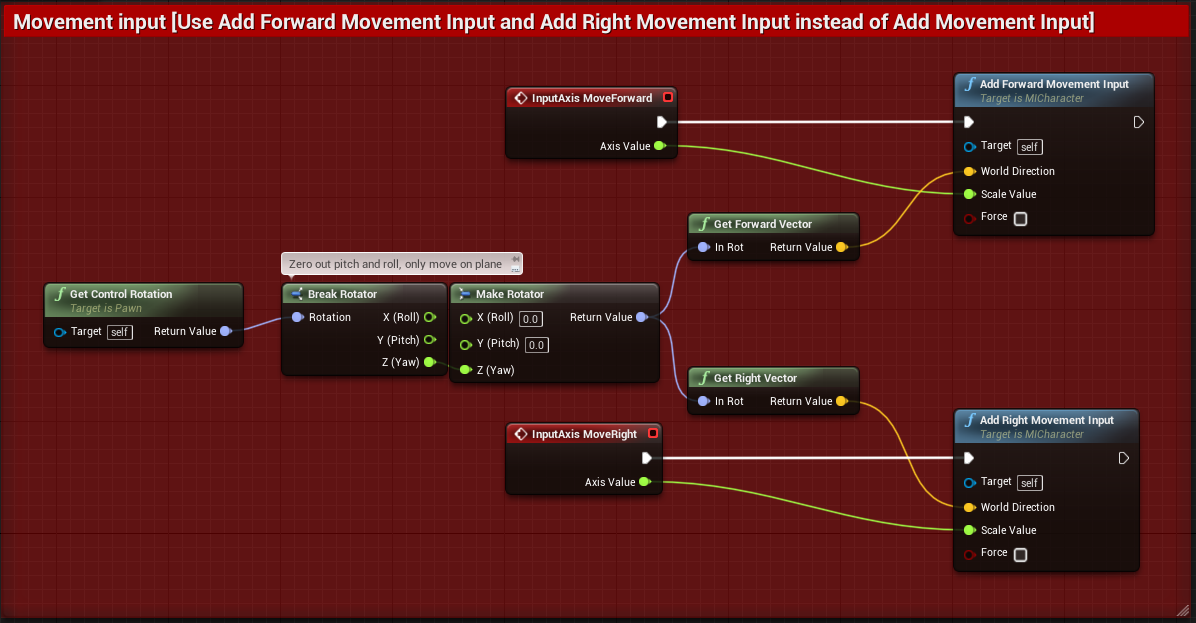 Movement input [Use Add Forward Movement Input and Add Right Movement Input instead of Add Movement Input]
InputAxis MoveForward
Axis Value
Add Forward Movement Input
Target is MICharacter
Target self
World Direction
Scale Value
Force
Get Forward Vector
In Rot Return Value
Zero out pitch and roll, only move on plane
Get Control Rotation
Target is Pawn
Target self Return Value
Break Rotator
Rotation X (Roll)
Y (Pitch)
Z (Yaw)
Make Rotator
X (Roll) 0.0 Return Value
Y (Pitch) 0.0
Z (Yaw)
Get Right Vector
In Rot Return Value
InputAxis MoveRight
Axis Value
Add Right Movement Input
Target is MICharacter
Target self
World Direction
Scale Value
Force